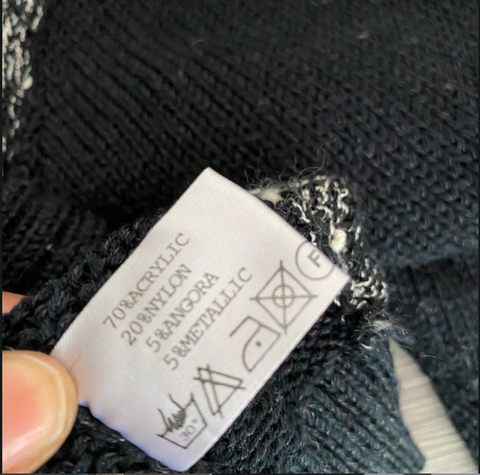 70%ACRYLIC
20%NYLON
5%ANGORA
5%METALLIC
30°
F